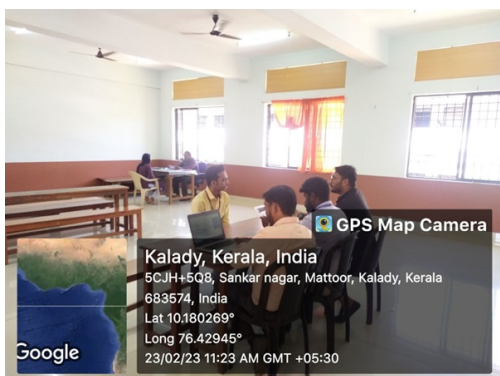 GPS Map Camera
Kalady, Kerala, India
5CJH+5Q8, Sankar nagar, Mattoor, Kalady, Kerala
683574, India
Lat 10.180269°
Long 76.42945°
23/02/23 11:23 AM GMT +05:30
Google